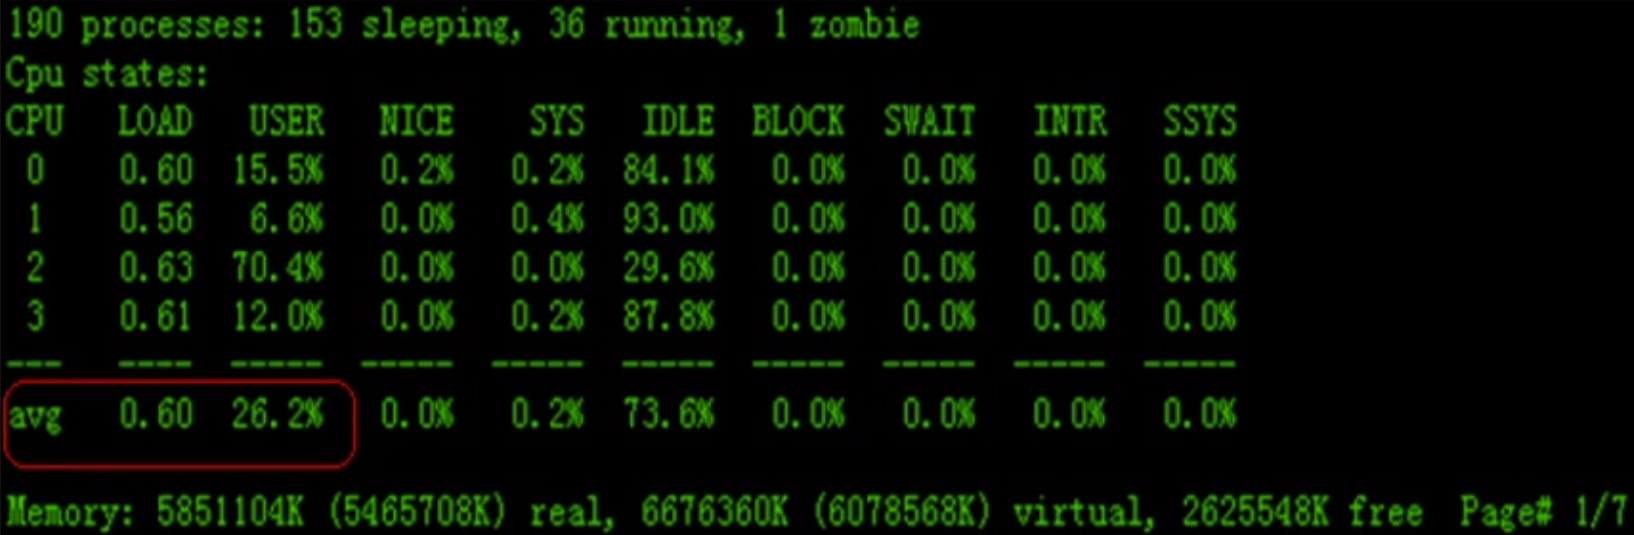 190 processes: 153 sleeping, 36 running, 1 zombie
Cpu states:
CPU LOAD USER NICE SYS IDLE BLOCK SWAIT INTR SSYS
0 0.60 15.5% 0.2% 0.2% 84.1% 0.0% 0.0% 0.0% 0.0%
1 0.56 6.6% 0.0% 0.4% 93.0% 0.0% 0.0% 0.0% 0.0%
2 0.63 70.4% 0.0% 0.0% 29.6% 0.0% 0.0% 0.0% 0.0%
3 0.61 12.0% 0.0% 0.2% 87.8% 0.0% 0.0% 0.0% 0.0%
--- ---- ----- ----- ----- ----- ----- ----- ----- -----
avg 0.60 26.2% 0.0% 0.2% 73.6% 0.0% 0.0% 0.0% 0.0%
Memory: 5851104K (5465708K) real, 6676360K (6078568K) virtual, 2625548K free Page# 1/7